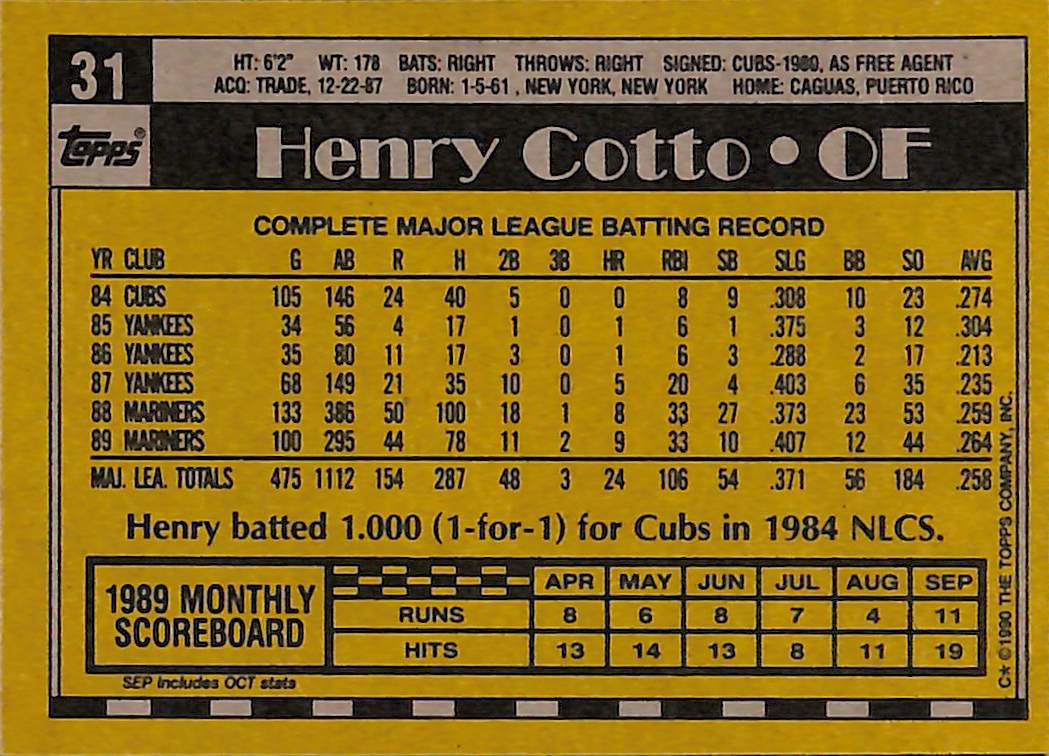 31
HT: 6'2" WT: 178 BATS: RIGHT THROWS: RIGHT SIGNED: CUBS-1980, AS FREE AGENT
ACQ: TRADE, 12-22-87 BORN: 1-5-61, NEW YORK, NEW YORK HOME: CAGUAS, PUERTO RICO
topps®
Henry Cotto • OF
COMPLETE MAJOR LEAGUE BATTING RECORD
YR CLUB G AB R H 2B 3B HR RBI SB SLG BB SO AVG
84 CUBS 105 146 24 40 5 0 0 8 9 .308 10 23 .274
85 YANKEES 34 56 4 17 1 0 1 6 1 .375 3 12 .304
86 YANKEES 35 80 11 17 3 0 1 6 3 .288 2 17 .213
87 YANKEES 68 149 21 35 10 0 5 20 4 .403 6 35 .235
88 MARINERS 133 386 50 100 18 1 8 33 27 .373 23 53 .259
89 MARINERS 100 295 44 78 11 2 9 33 10 .407 12 44 .264
MAJ. LEA. TOTALS 475 1112 154 287 48 3 24 106 54 .371 56 184 .258
Henry batted 1.000 (1-for-1) for Cubs in 1984 NLCS.
1989 MONTHLY
SCOREBOARD
APR MAY JUN JUL AUG SEP
RUNS 8 6 8 7 4 11
HITS 13 14 13 8 11 19
SEP includes OCT stats
C* ©1990 THE TOPPS COMPANY, INC.